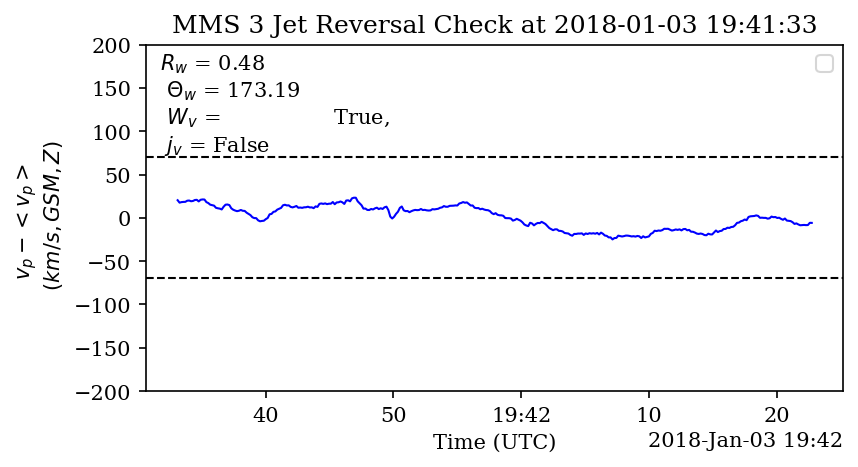 MMS 3 Jet Reversal Check at 2018-01-03 19:41:33
R_w = 0.48
Θ_w = 173.19
W_v = True,
j_v = False
v_p − < v_p >
(km/s, GSM, Z)
200
150
100
50
0
−50
−100
−150
−200
40 50 19:42 10 20
Time (UTC)
2018-Jan-03 19:42